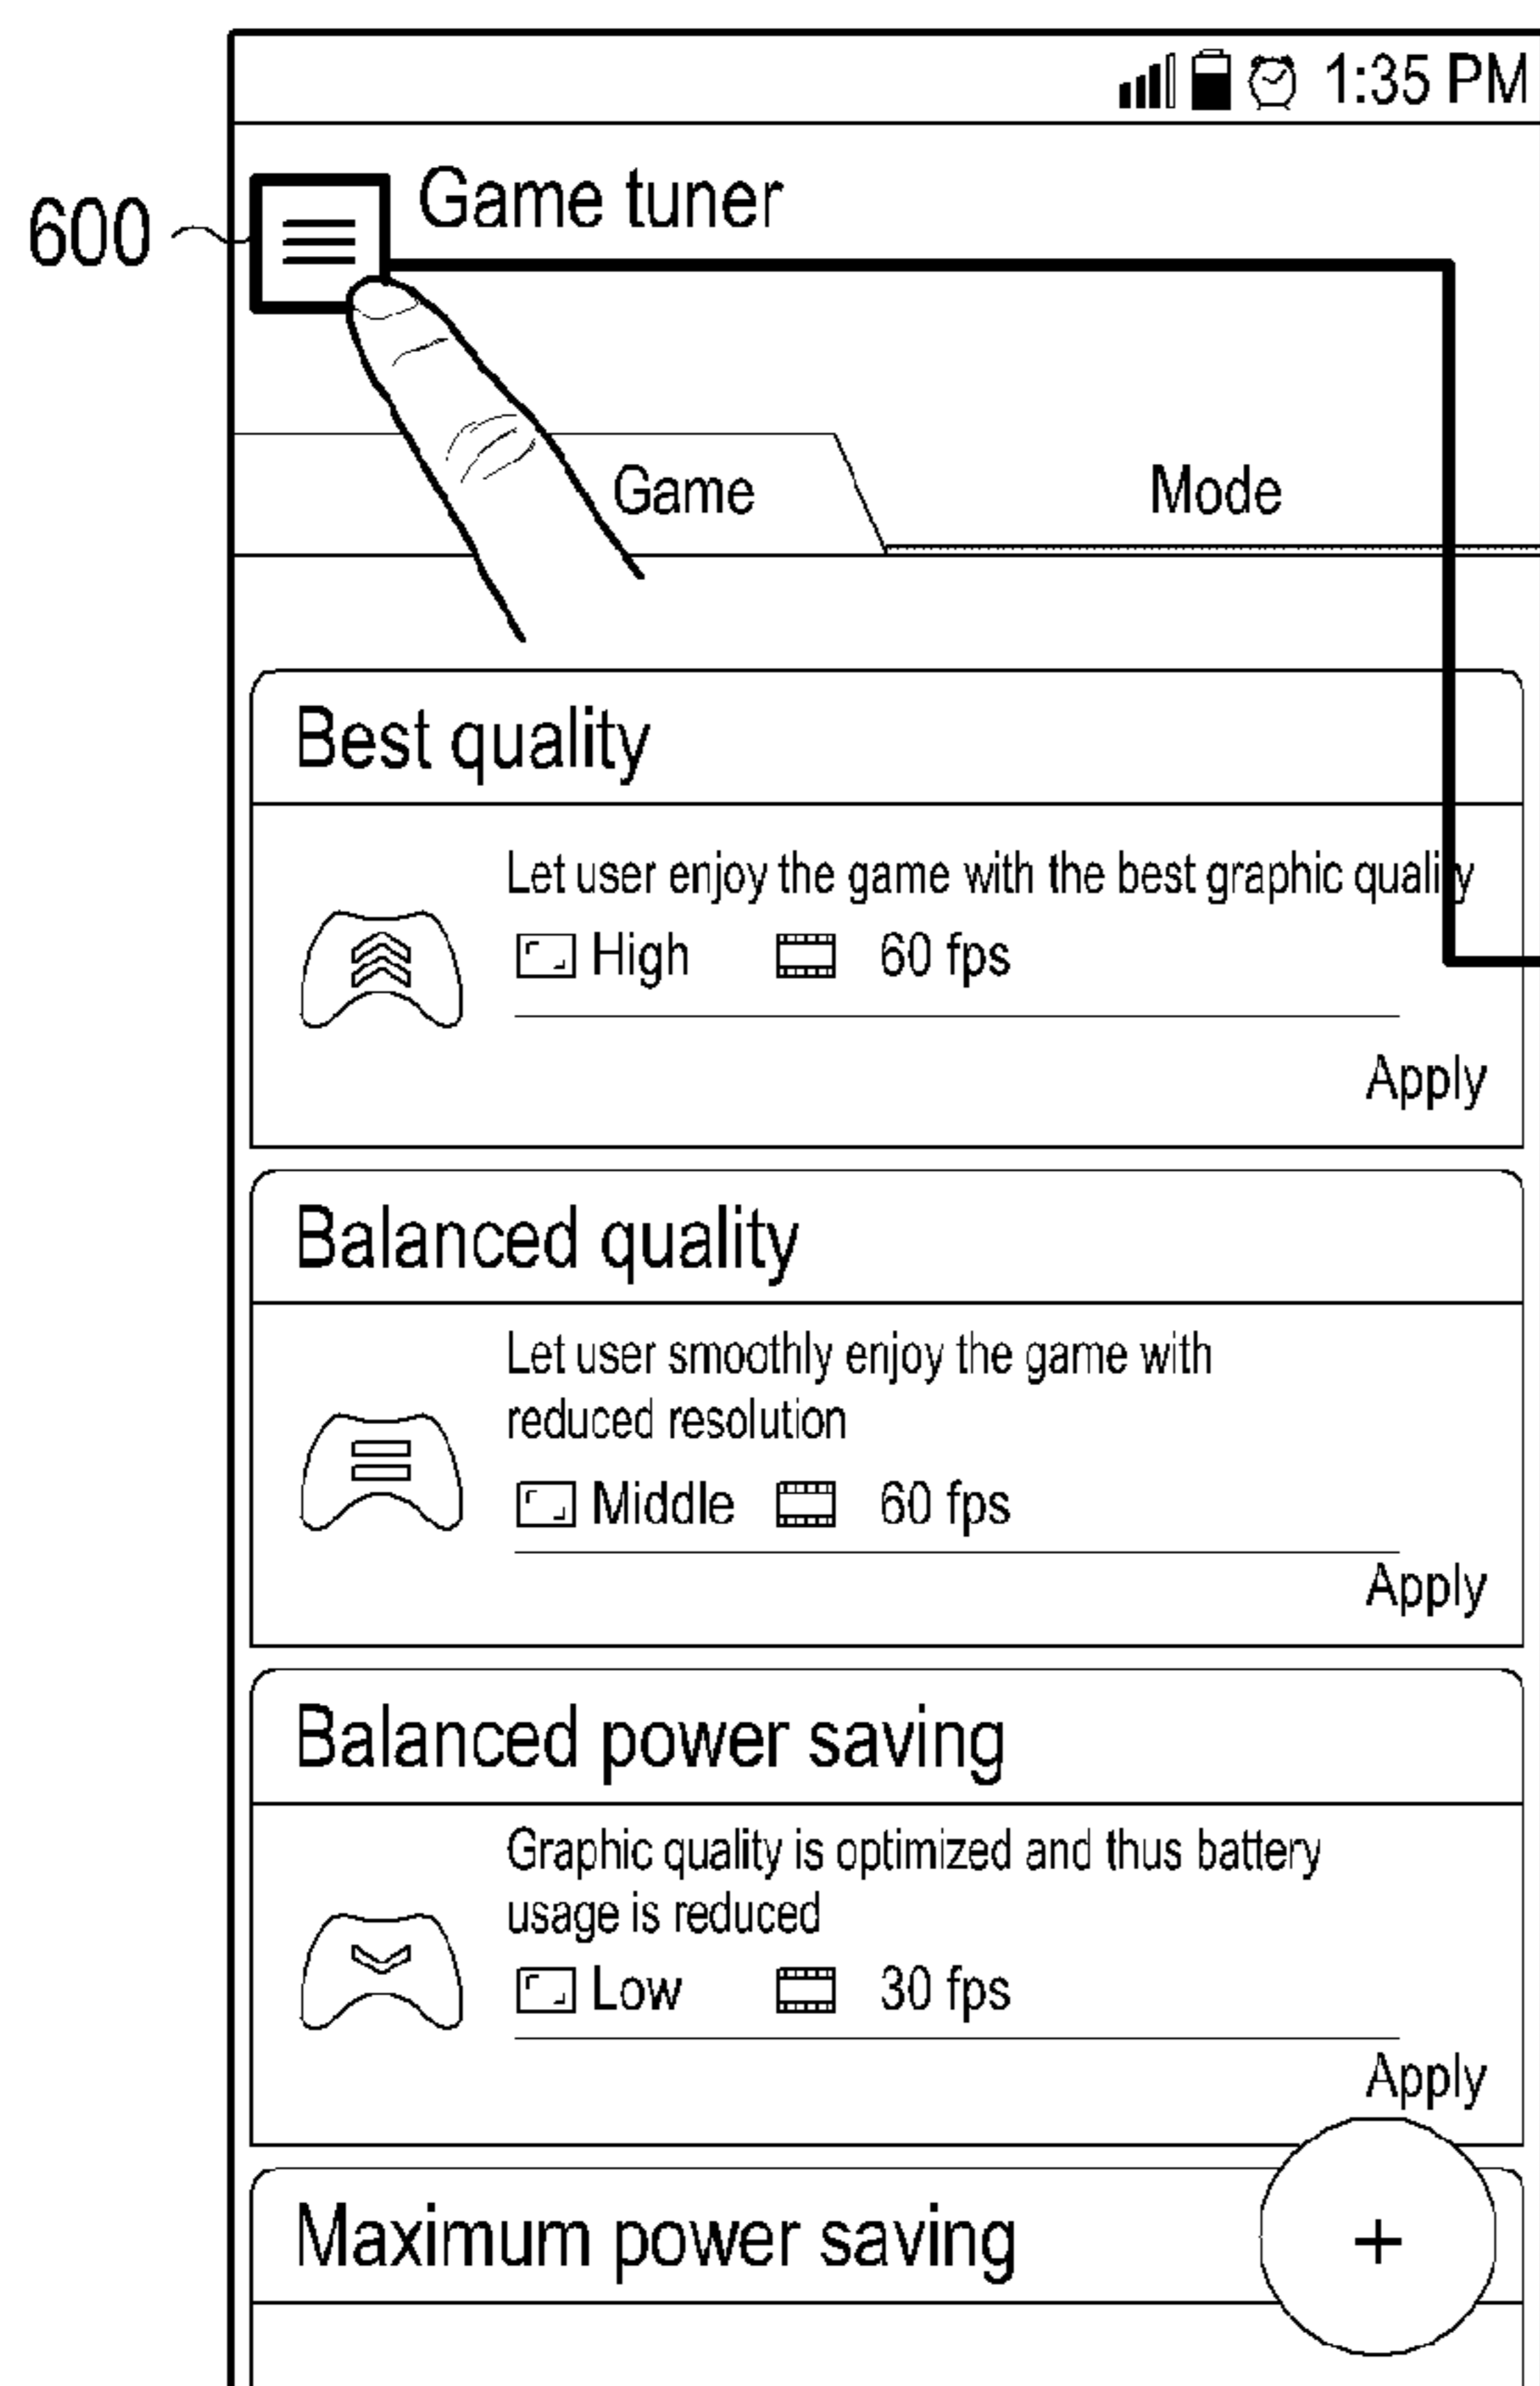 1:35 PM
600
Game tuner
Game
Mode
Best quality
Let user enjoy the game with the best graphic quality
High 60 fps
Apply
Balanced quality
Let user smoothly enjoy the game with
reduced resolution
Middle 60 fps
Apply
Balanced power saving
Graphic quality is optimized and thus battery
usage is reduced
Low 30 fps
Apply
Maximum power saving
+